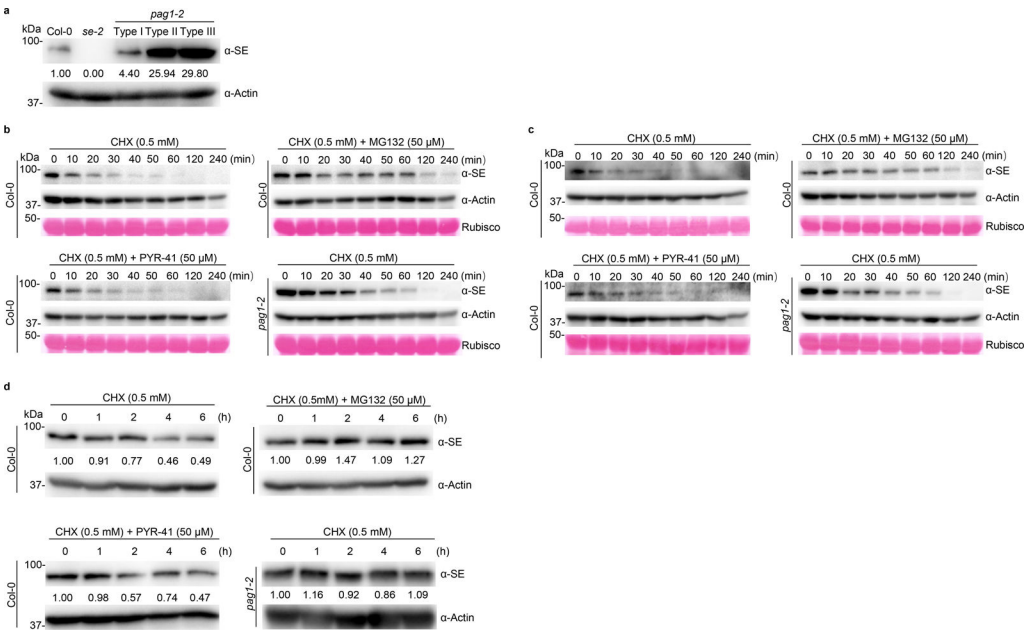 a
pag1-2
kDa Col-0 se-2 Type I Type II Type III
100-
α-SE
1.00 0.00 4.40 25.94 29.80
α-Actin
37-
b
CHX (0.5 mM)
kDa 0 10 20 30 40 50 60 120 240 (min)
100-
Col-0
37-
50-
CHX (0.5 mM) + MG132 (50 μM)
0 10 20 30 40 50 60 120 240 (min)
α-SE
Col-0
α-Actin
Rubisco
CHX (0.5 mM) + PYR-41 (50 μM)
0 10 20 30 40 50 60 120 240 (min)
100-
Col-0
37-
50-
CHX (0.5 mM)
0 10 20 30 40 50 60 120 240 (min)
α-SE
pag1-2
α-Actin
Rubisco
c
CHX (0.5 mM)
kDa 0 10 20 30 40 50 60 120 240 (min)
100-
Col-0
37-
50-
CHX (0.5 mM) + MG132 (50 μM)
0 10 20 30 40 50 60 120 240 (min)
α-SE
Col-0
α-Actin
Rubisco
CHX (0.5 mM) + PYR-41 (50 μM)
0 10 20 30 40 50 60 120 240 (min)
100-
Col-0
37-
50-
CHX (0.5 mM)
0 10 20 30 40 50 60 120 240 (min)
α-SE
pag1-2
α-Actin
Rubisco
d
CHX (0.5 mM)
kDa 0 1 2 4 6 (h)
100-
Col-0
1.00 0.91 0.77 0.46 0.49
37-
CHX (0.5mM) + MG132 (50 μM)
0 1 2 4 6 (h)
α-SE
Col-0
1.00 0.99 1.47 1.09 1.27
α-Actin
CHX (0.5 mM) + PYR-41 (50 μM)
0 1 2 4 6 (h)
100-
Col-0
1.00 0.98 0.57 0.74 0.47
37-
CHX (0.5 mM)
0 1 2 4 6 (h)
α-SE
pag1-2
1.00 1.16 0.92 0.86 1.09
α-Actin